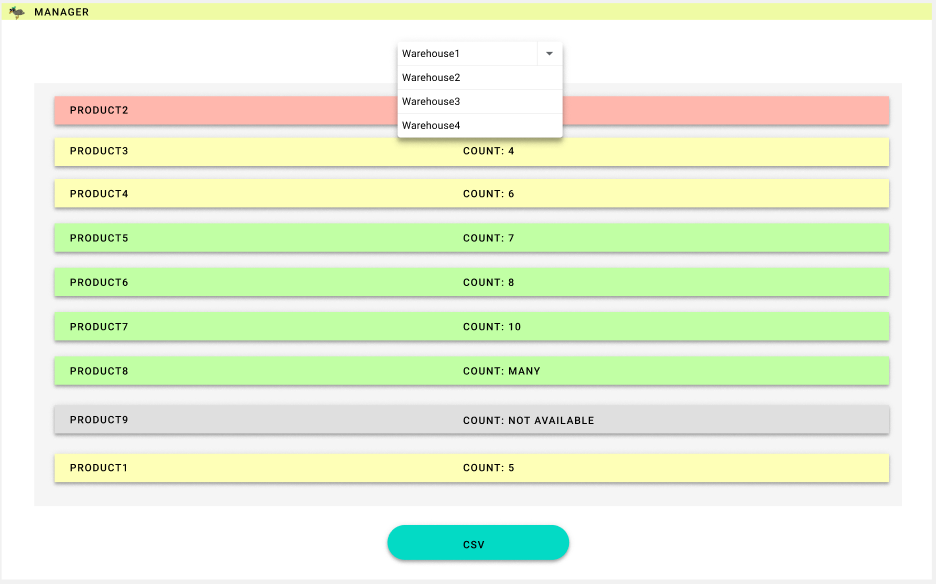 MANAGER
Warehouse1
Warehouse2
Warehouse3
Warehouse4
PRODUCT2
PRODUCT3 COUNT: 4
PRODUCT4 COUNT: 6
PRODUCT5 COUNT: 7
PRODUCT6 COUNT: 8
PRODUCT7 COUNT: 10
PRODUCT8 COUNT: MANY
PRODUCT9 COUNT: NOT AVAILABLE
PRODUCT1 COUNT: 5
CSV